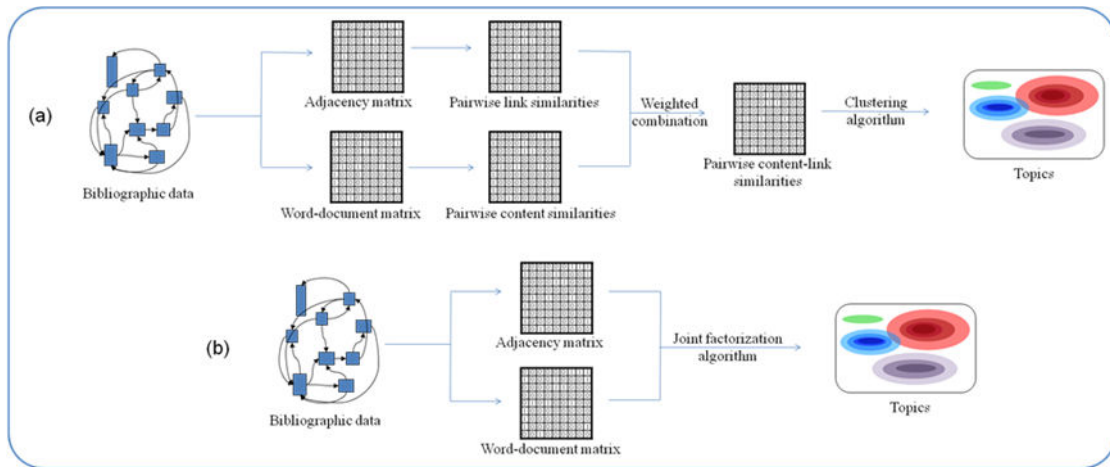 (a)
Bibliographic data
Adjacency matrix
Pairwise link similarities
Word-document matrix
Pairwise content similarities
Weighted
combination
Pairwise content-link
similarities
Clustering
algorithm
Topics
(b)
Bibliographic data
Adjacency matrix
Word-document matrix
Joint factorization
algorithm
Topics